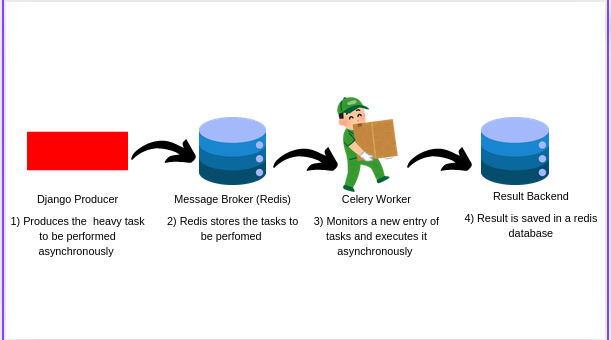 Django Producer
1) Produces the  heavy task
to be performed
asynchronously
Message Broker (Redis)
2) Redis stores the tasks to
be perfomed
Celery Worker
3) Monitors a new entry of
tasks and executes it
asynchronously
Result Backend
4) Result is saved in a redis
database